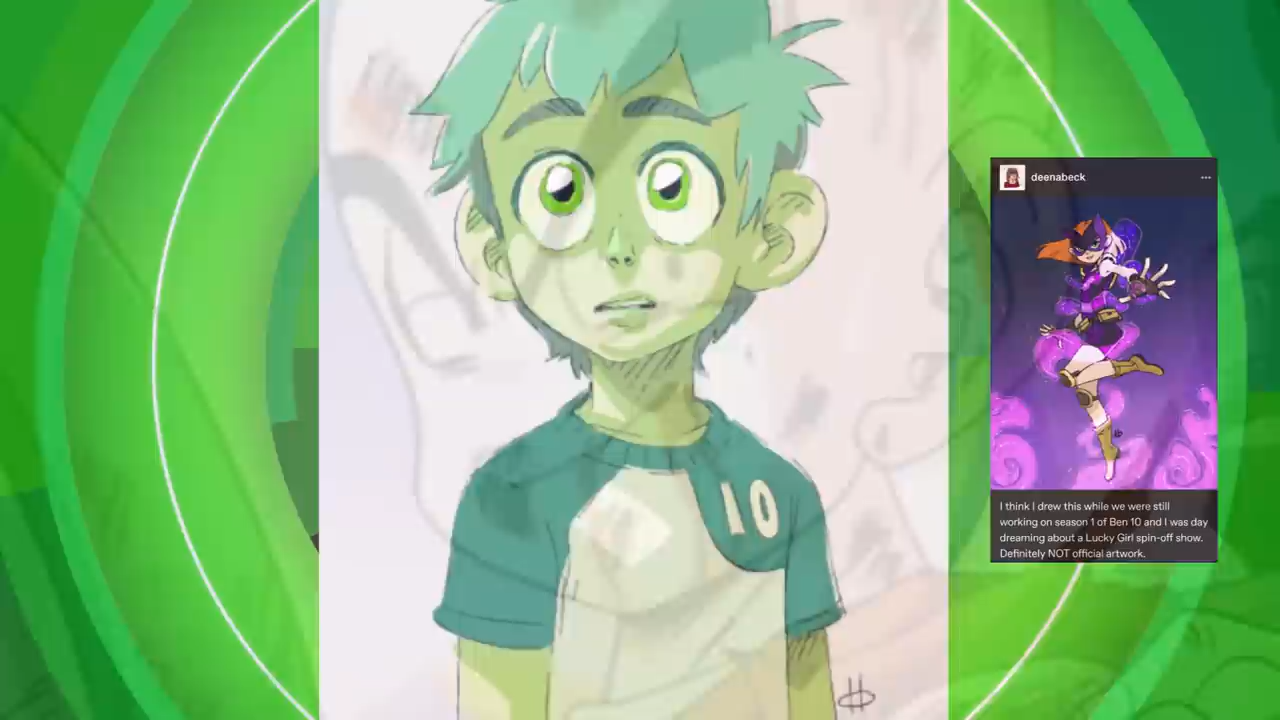 10
deenabeck
I think I drew this while we were still
working on season 1 of Ben 10 and I was day
dreaming about a Lucky Girl spin-off show.
Definitely NOT official artwork.